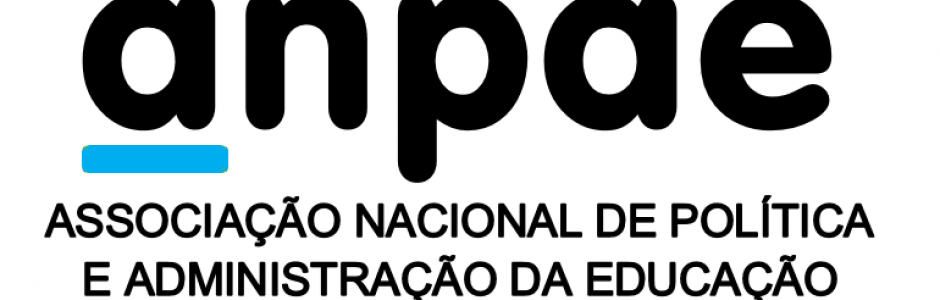 anpae
ASSOCIAÇÃO NACIONAL DE POLÍTICA
E ADMINISTRAÇÃO DA EDUCAÇÃO